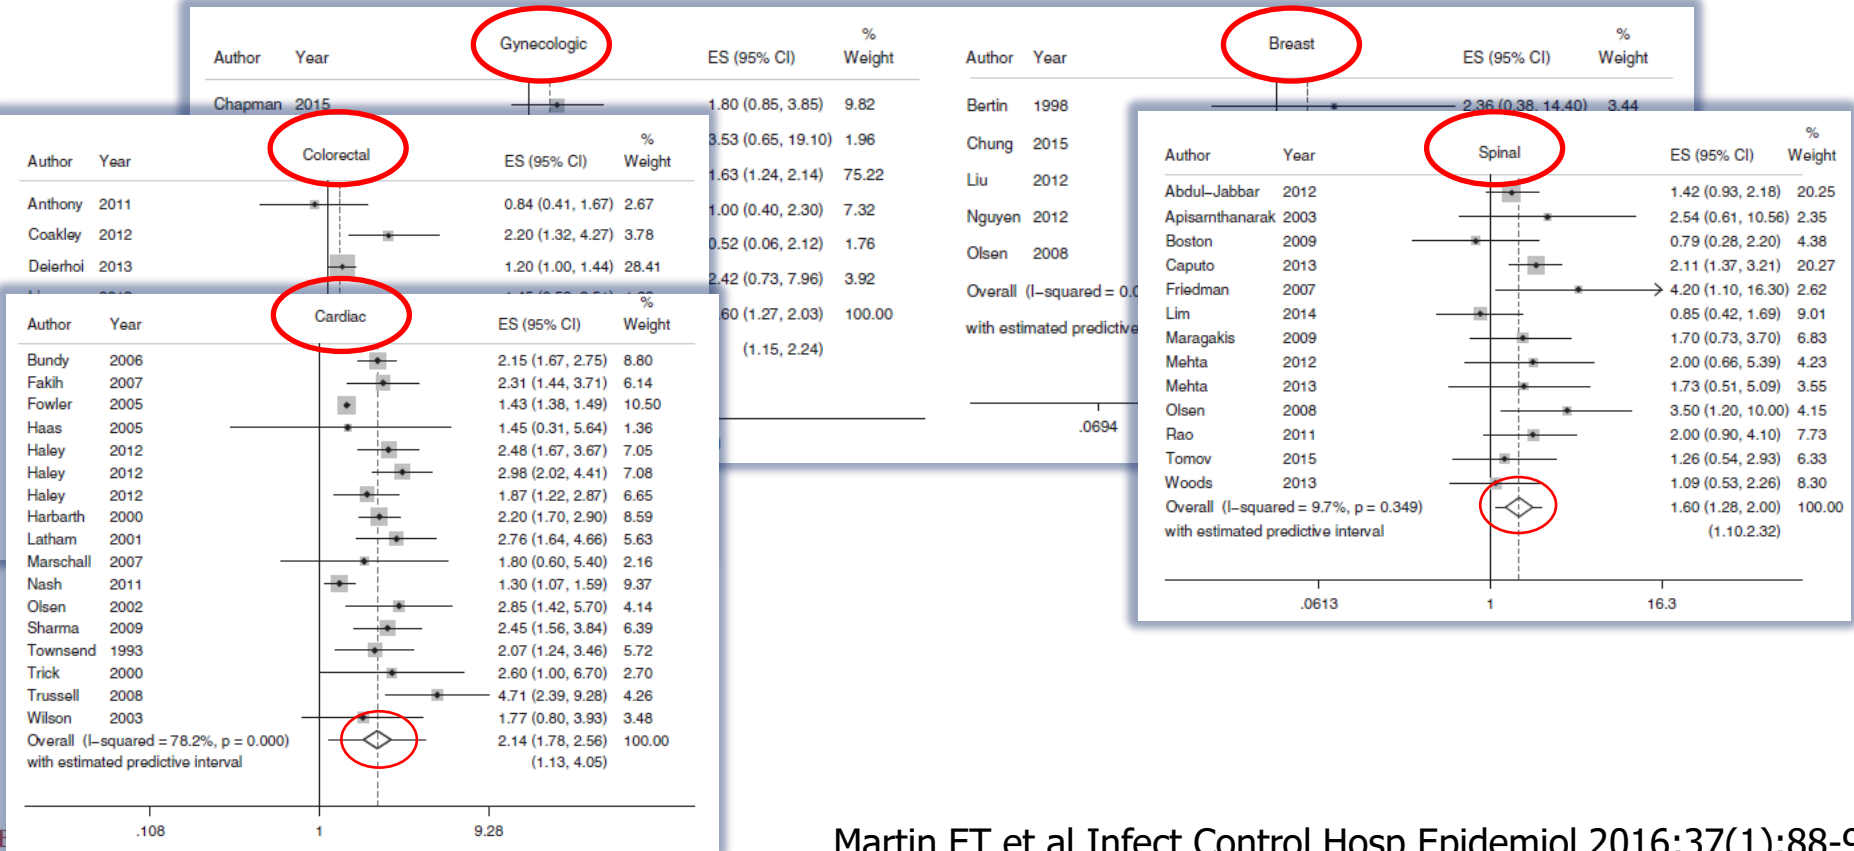 Gynecologic
%
Author Year ES (95% CI) Weight
Chapman 2015 1.80 (0.85, 3.85) 9.82
3.53 (0.65, 19.10) 1.96
1.63 (1.24, 2.14) 75.22
1.00 (0.40, 2.30) 7.32
0.52 (0.06, 2.12) 1.76
2.42 (0.73, 7.96) 3.92
.60 (1.27, 2.03) 100.00
(1.15, 2.24)
Breast
%
Author Year ES (95% CI) Weight
Bertin 1998 2.36 (0.38, 14.40) 3.44
Chung 2015
Liu 2012
Nguyen 2012
Olsen 2008
Overall (I-squared = 0.0
with estimated predictive
.0694
Colorectal
%
Author Year ES (95% CI) Weight
Anthony 2011 0.84 (0.41, 1.67) 2.67
Coakley 2012 2.20 (1.32, 4.27) 3.78
Deierhoi 2013 1.20 (1.00, 1.44) 28.41
Spinal
%
Author Year ES (95% CI) Weight
Abdul-Jabbar 2012 1.42 (0.93, 2.18) 20.25
Apisarnthanarak 2003 2.54 (0.61, 10.56) 2.35
Boston 2009 0.79 (0.28, 2.20) 4.38
Caputo 2013 2.11 (1.37, 3.21) 20.27
Friedman 2007 4.20 (1.10, 16.30) 2.62
Lim 2014 0.85 (0.42, 1.69) 9.01
Maragakis 2009 1.70 (0.73, 3.70) 6.83
Mehta 2012 2.00 (0.66, 5.39) 4.23
Mehta 2013 1.73 (0.51, 5.09) 3.55
Olsen 2008 3.50 (1.20, 10.00) 4.15
Rao 2011 2.00 (0.90, 4.10) 7.73
Tomov 2015 1.26 (0.54, 2.93) 6.33
Woods 2013 1.09 (0.53, 2.26) 8.30
Overall (I-squared = 9.7%, p = 0.349) 1.60 (1.28, 2.00) 100.00
with estimated predictive interval (1.10.2.32)
.0613 1 16.3
Cardiac
%
Author Year ES (95% CI) Weight
Bundy 2006 2.15 (1.67, 2.75) 8.80
Fakih 2007 2.31 (1.44, 3.71) 6.14
Fowler 2005 1.43 (1.38, 1.49) 10.50
Haas 2005 1.45 (0.31, 5.64) 1.36
Haley 2012 2.48 (1.67, 3.67) 7.05
Haley 2012 2.98 (2.02, 4.41) 7.08
Haley 2012 1.87 (1.22, 2.87) 6.65
Harbarth 2000 2.20 (1.70, 2.90) 8.59
Latham 2001 2.76 (1.64, 4.66) 5.63
Marschall 2007 1.80 (0.60, 5.40) 2.16
Nash 2011 1.30 (1.07, 1.59) 9.37
Olsen 2002 2.85 (1.42, 5.70) 4.14
Sharma 2009 2.45 (1.56, 3.84) 6.39
Townsend 1993 2.07 (1.24, 3.46) 5.72
Trick 2000 2.60 (1.00, 6.70) 2.70
Trussell 2008 4.71 (2.39, 9.28) 4.26
Wilson 2003 1.77 (0.80, 3.93) 3.48
Overall (I-squared = 78.2%, p = 0.000) 2.14 (1.78, 2.56) 100.00
with estimated predictive interval (1.13, 4.05)
.108 1 9.28
Martin ET et al Infect Control Hosp Epidemiol 2016;37(1):88-9